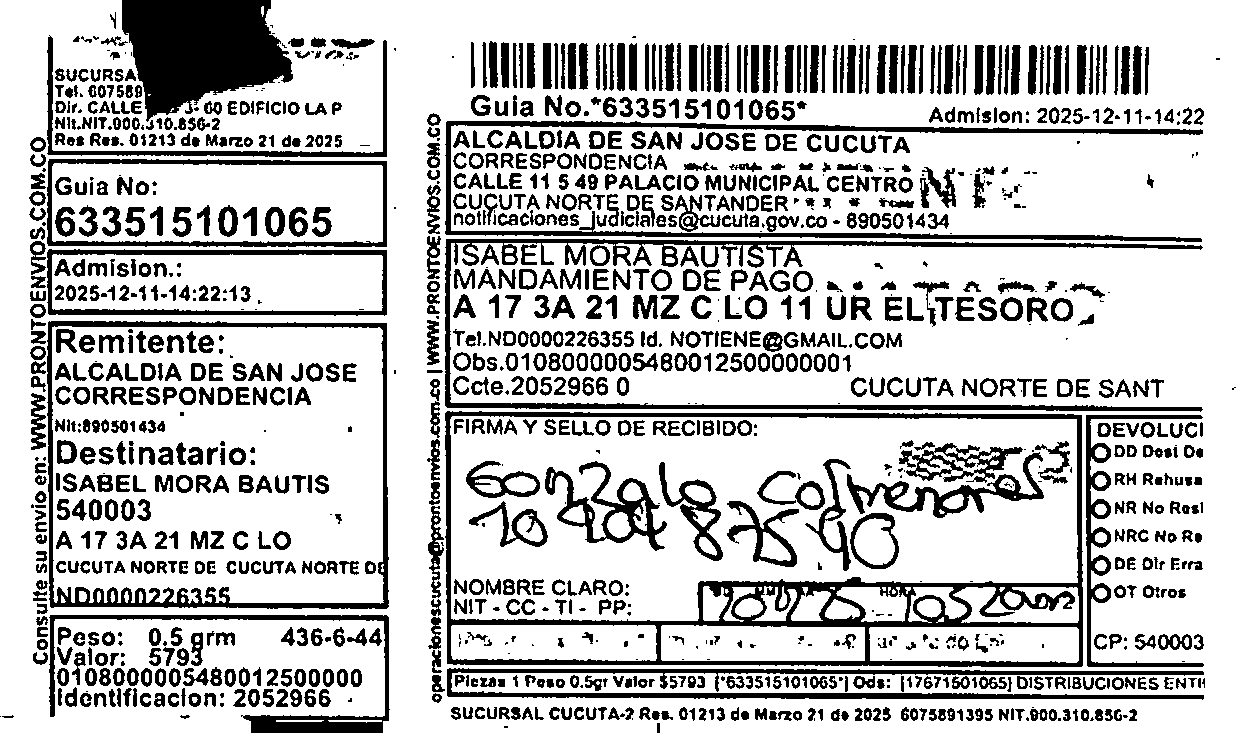 SUCURSA
Tel. 6075891
Dir. CALLE 60 EDIFICIO LA P
Nit.NIT.900.310.856-2
Res Res. 01213 de Marzo 21 de 2025
Consulte su envio en: WWW.PRONTOENVIOS.COM.CO
Guia No:
633515101065
Admision.:
2025-12-11-14:22:13
Remitente:
ALCALDIA DE SAN JOSE
CORRESPONDENCIA
Nit:890501434
Destinatario:
ISABEL MORA BAUTIS
540003
A 17 3A 21 MZ C LO
CUCUTA NORTE DE CUCUTA NORTE DE
ND0000226355
Peso: 0.5 grm 436-6-44
Valor: 5793
0108000005480012500000
Identificacion: 2052966
Guia No.*633515101065*
Admision: 2025-12-11-14:22
operacionescucuta@prontoenvios.com.co | WWW.PRONTOENVIOS.COM.CO
ALCALDIA DE SAN JOSE DE CUCUTA
CORRESPONDENCIA
CALLE 11 5 49 PALACIO MUNICIPAL CENTRO
CUCUTA NORTE DE SANTANDER
notificaciones_judiciales@cucuta.gov.co - 890501434
ISABEL MORA BAUTISTA
MANDAMIENTO DE PAGO
A 17 3A 21 MZ C LO 11 UR EL TESORO
Tel.ND0000226355 Id. NOTIENE@GMAIL.COM
Obs.0108000005480012500000001
Ccte.2052966 0 CUCUTA NORTE DE SANT
FIRMA Y SELLO DE RECIBIDO:
Gonzalo Colmenares
NOMBRE CLARO:
NIT - CC - TI - PP:
HORA
DEVOLUCI
DD Desi De
RH Rehusa
NR No Resi
NRC No Re
DE Dir Erra
OT Otros
CP: 540003
Piezas 1 Peso 0.5gr Valor $5793 [*633515101065*] Ods: [17671501065] DISTRIBUCIONES ENTR
SUCURSAL CUCUTA-2 Res. 01213 de Marzo 21 de 2025 6075891395 NIT.900.310.856-2